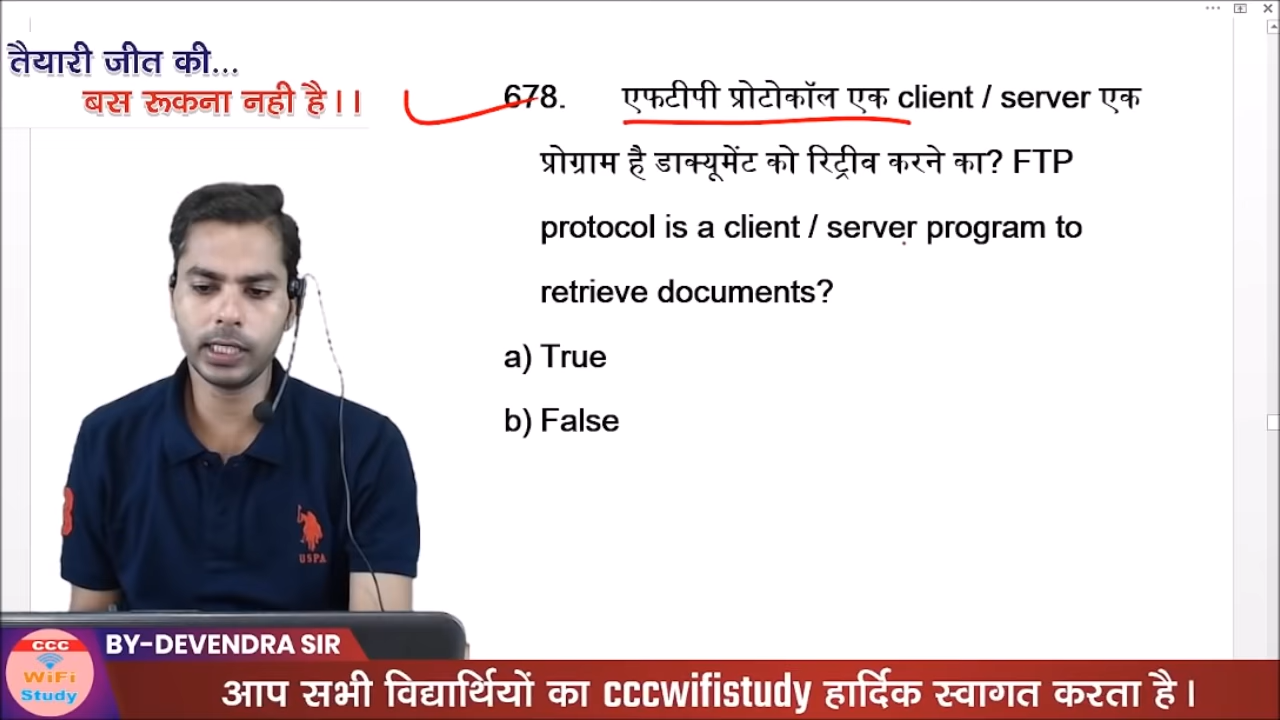 तैयारी जीत की...
बस रूकना नही है।।
678. एफटीपी प्रोटोकॉल एक client / server एक
प्रोग्राम है डाक्यूमेंट को रिट्रीव करने का? FTP
protocol is a client / server program to
retrieve documents?
a) True
b) False
USPA
BY-DEVENDRA SIR
CCC
WiFi
Study
आप सभी विद्यार्थियों का cccwifistudy हार्दिक स्वागत करता है।